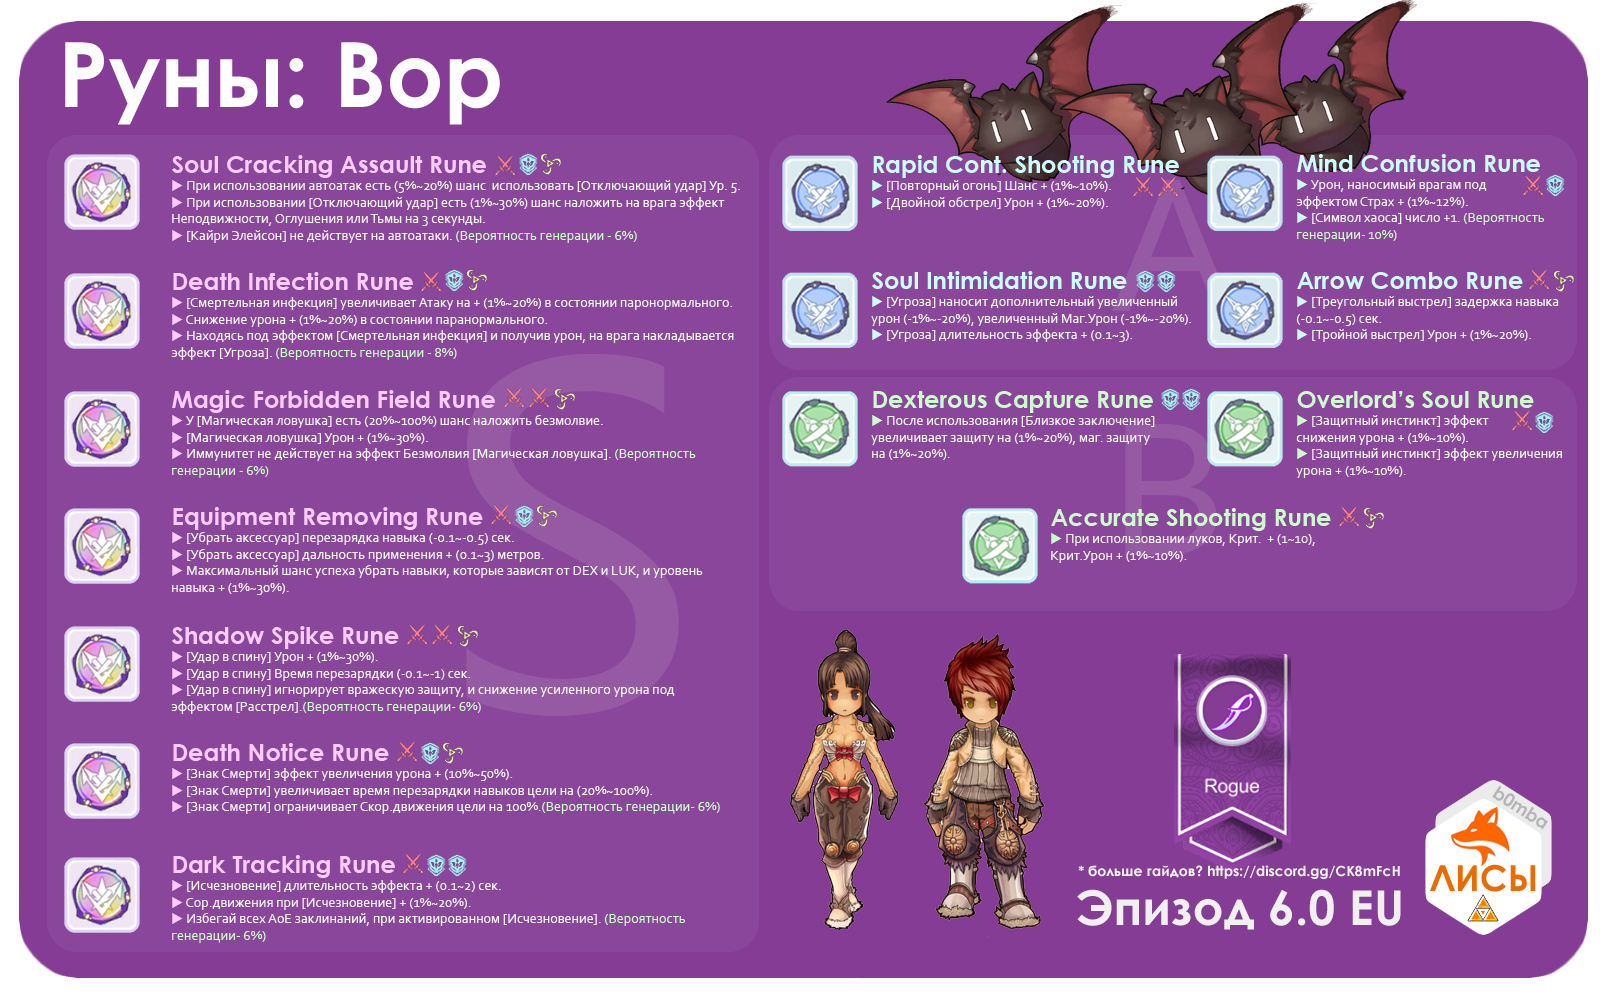 Руны: Вор
Soul Cracking Assault Rune
▶ При использовании автоатак есть (5%~20%) шанс использовать [Отключающий удар] Ур. 5.
▶ При использовании [Отключающий удар] есть (1%~30%) шанс наложить на врага эффект
Неподвижности, Оглушения или Тьмы на 3 секунды.
▶ [Кайри Элейсон] не действует на автоатаки. (Вероятность генерации - 6%)
Death Infection Rune
▶ [Смертельная инфекция] увеличивает Атаку на + (1%~20%) в состоянии паронормального.
▶ Снижение урона + (1%~20%) в состоянии паранормального.
▶ Находясь под эффектом [Смертельная инфекция] и получив урон, на врага накладывается
эффект [Угроза]. (Вероятность генерации - 8%)
Magic Forbidden Field Rune
▶ У [Магическая ловушка] есть (20%~100%) шанс наложить безмолвие.
▶ [Магическая ловушка] Урон + (1%~30%).
▶ Иммунитет не действует на эффект Безмолвия [Магическая ловушка]. (Вероятность
генерации - 6%)
Equipment Removing Rune
▶ [Убрать аксессуар] перезарядка навыка (-0.1~-0.5) сек.
▶ [Убрать аксессуар] дальность применения + (0.1~3) метров.
▶ Максимальный шанс успеха убрать навыки, которые зависят от DEX и LUK, и уровень
навыка + (1%~30%).
Shadow Spike Rune
▶ [Удар в спину] Урон + (1%~30%).
▶ [Удар в спину] Время перезарядки (-0.1~-1) сек.
▶ [Удар в спину] игнорирует вражескую защиту, и снижение усиленного урона под
эффектом [Расстрел].(Вероятность генерации- 6%)
Death Notice Rune
▶ [Знак Смерти] эффект увеличения урона + (10%~50%).
▶ [Знак Смерти] увеличивает время перезарядки навыков цели на (20%~100%).
▶ [Знак Смерти] ограничивает Скор.движения цели на 100%.(Вероятность генерации- 6%)
Dark Tracking Rune
▶ [Исчезновение] длительность эффекта + (0.1~2) сек.
▶ Сор.движения при [Исчезновение] + (1%~20%).
▶ Избегай всех AoE заклинаний, при активированном [Исчезновение]. (Вероятность
генерации- 6%)
S
Rapid Cont. Shooting Rune
▶ [Повторный огонь] Шанс + (1%~10%).
▶ [Двойной обстрел] Урон + (1%~20%).
Mind Confusion Rune
▶ Урон, наносимый врагам под
эффектом Страх + (1%~12%).
▶ [Символ хаоса] число +1. (Вероятность
генерации- 10%)
Soul Intimidation Rune
▶ [Угроза] наносит дополнительный увеличенный
урон (-1%~-20%), увеличенный Маг.Урон (-1%~-20%).
▶ [Угроза] длительность эффекта + (0.1~3).
Arrow Combo Rune
▶ [Треугольный выстрел] задержка навыка
(-0.1~-0.5) сек.
▶ [Тройной выстрел] Урон + (1%~20%).
A
Dexterous Capture Rune
▶ После использования [Близкое заключение]
увеличивает защиту на (1%~20%), маг. защиту
на (1%~20%).
Overlord's Soul Rune
▶ [Защитный инстинкт] эффект
снижения урона + (1%~10%).
▶ [Защитный инстинкт] эффект увеличения
урона + (1%~10%).
B
Accurate Shooting Rune
▶ При использовании луков, Крит. + (1~10),
Крит.Урон + (1%~10%).
Rogue
* больше гайдов? https://discord.gg/CK8mFcH
Эпизод 6.0 EU
b0mba
ЛИСЫ